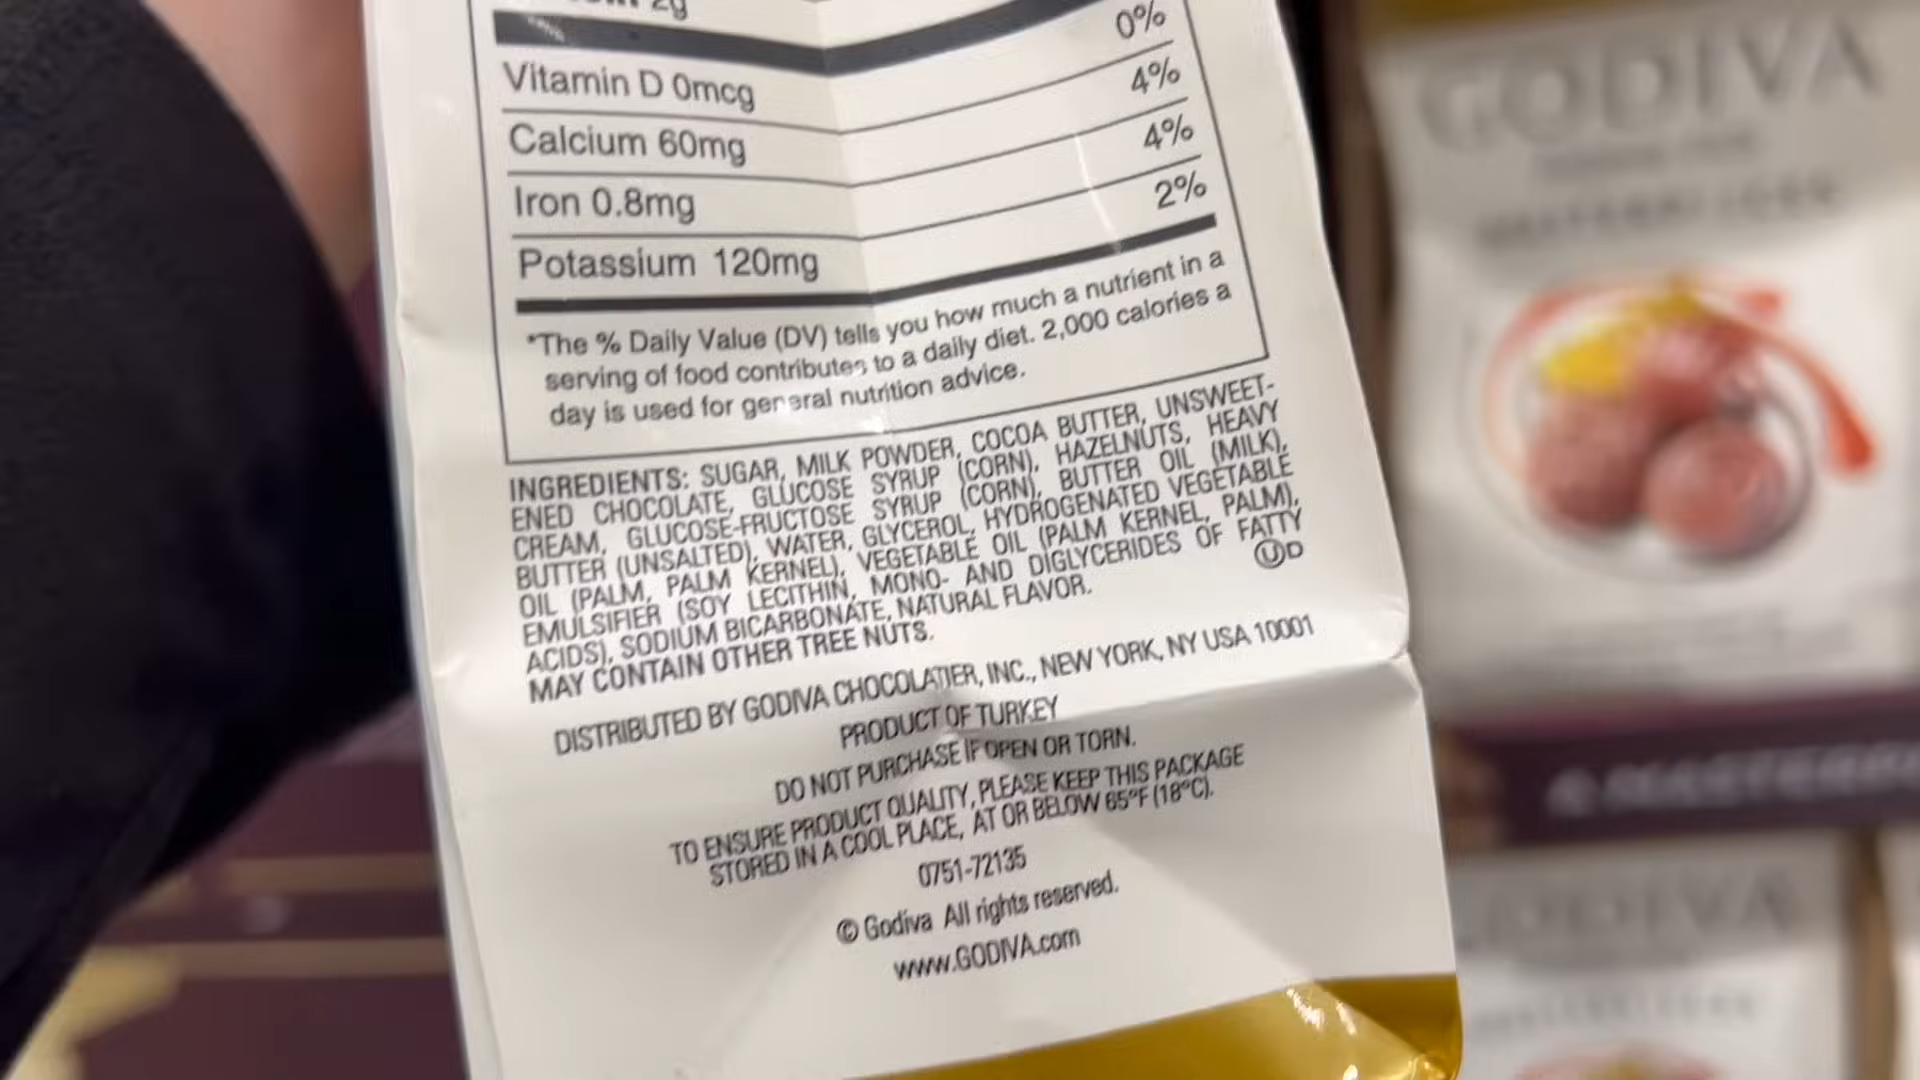 2g
Vitamin D 0mcg 0%
Calcium 60mg 4%
Iron 0.8mg 4%
Potassium 120mg 2%
*The % Daily Value (DV) tells you how much a nutrient in a
serving of food contributes to a daily diet. 2,000 calories a
day is used for general nutrition advice.
INGREDIENTS: SUGAR, MILK POWDER, COCOA BUTTER, UNSWEET-
ENED CHOCOLATE, GLUCOSE SYRUP (CORN), HAZELNUTS, HEAVY
CREAM, GLUCOSE-FRUCTOSE SYRUP (CORN), BUTTER OIL (MILK),
BUTTER (UNSALTED), WATER, GLYCEROL, HYDROGENATED VEGETABLE
OIL (PALM, PALM KERNEL), VEGETABLE OIL (PALM KERNEL, PALM),
EMULSIFIER (SOY LECITHIN, MONO- AND DIGLYCERIDES OF FATTY
ACIDS), SODIUM BICARBONATE, NATURAL FLAVOR.
MAY CONTAIN OTHER TREE NUTS.
UD
DISTRIBUTED BY GODIVA CHOCOLATIER, INC., NEW YORK, NY USA 10001
PRODUCT OF TURKEY
DO NOT PURCHASE IF OPEN OR TORN.
TO ENSURE PRODUCT QUALITY, PLEASE KEEP THIS PACKAGE
STORED IN A COOL PLACE, AT OR BELOW 65°F (18°C).
0751-72135
© Godiva All rights reserved.
www.GODIVA.com
GODIVA
GODIVA